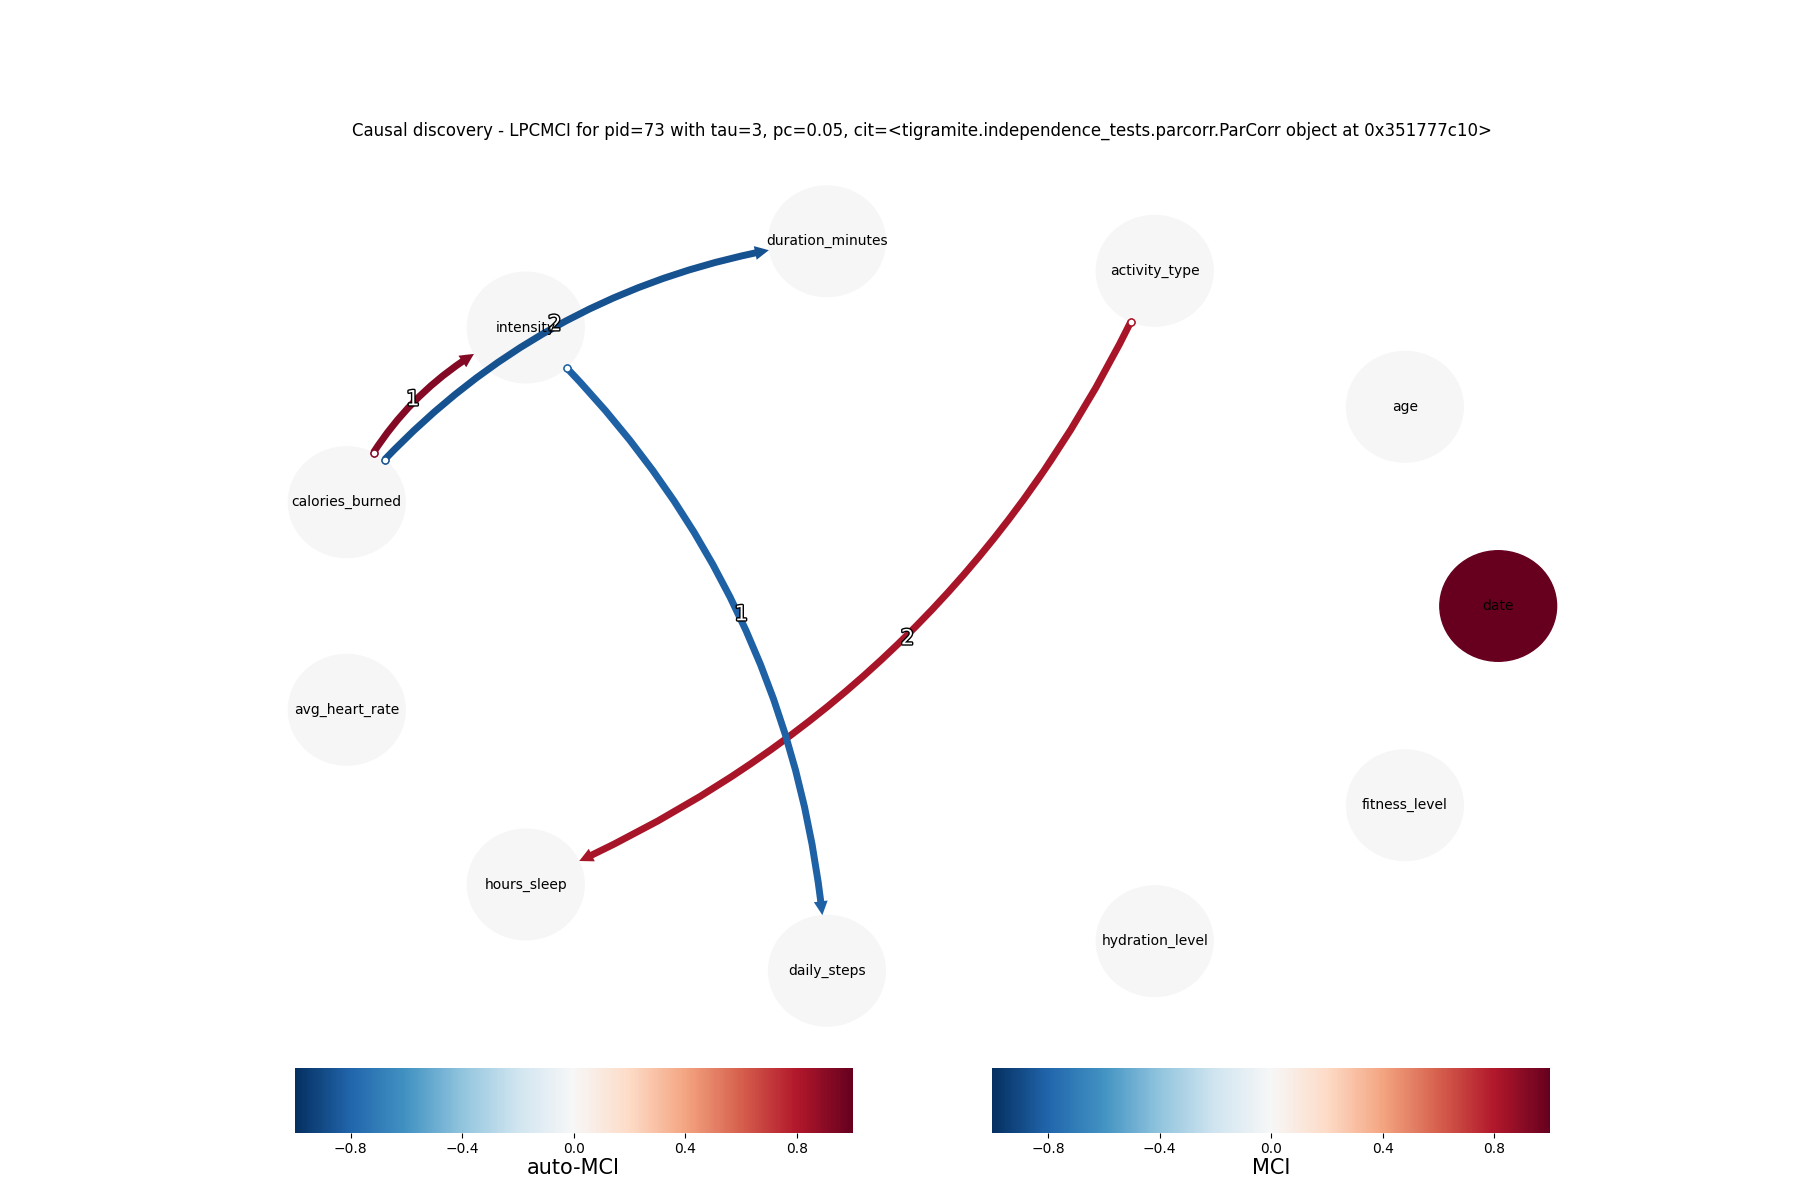 Causal discovery - LPCMCI for pid=73 with tau=3, pc=0.05, cit=<tigramite.independence_tests.parcorr.ParCorr object at 0x351777c10>
duration_minutes
activity_type
intensity
2
1
age
calories_burned
date
1
2
avg_heart_rate
fitness_level
hours_sleep
hydration_level
daily_steps
−0.8 −0.4 0.0 0.4 0.8
auto-MCI
−0.8 −0.4 0.0 0.4 0.8
MCI